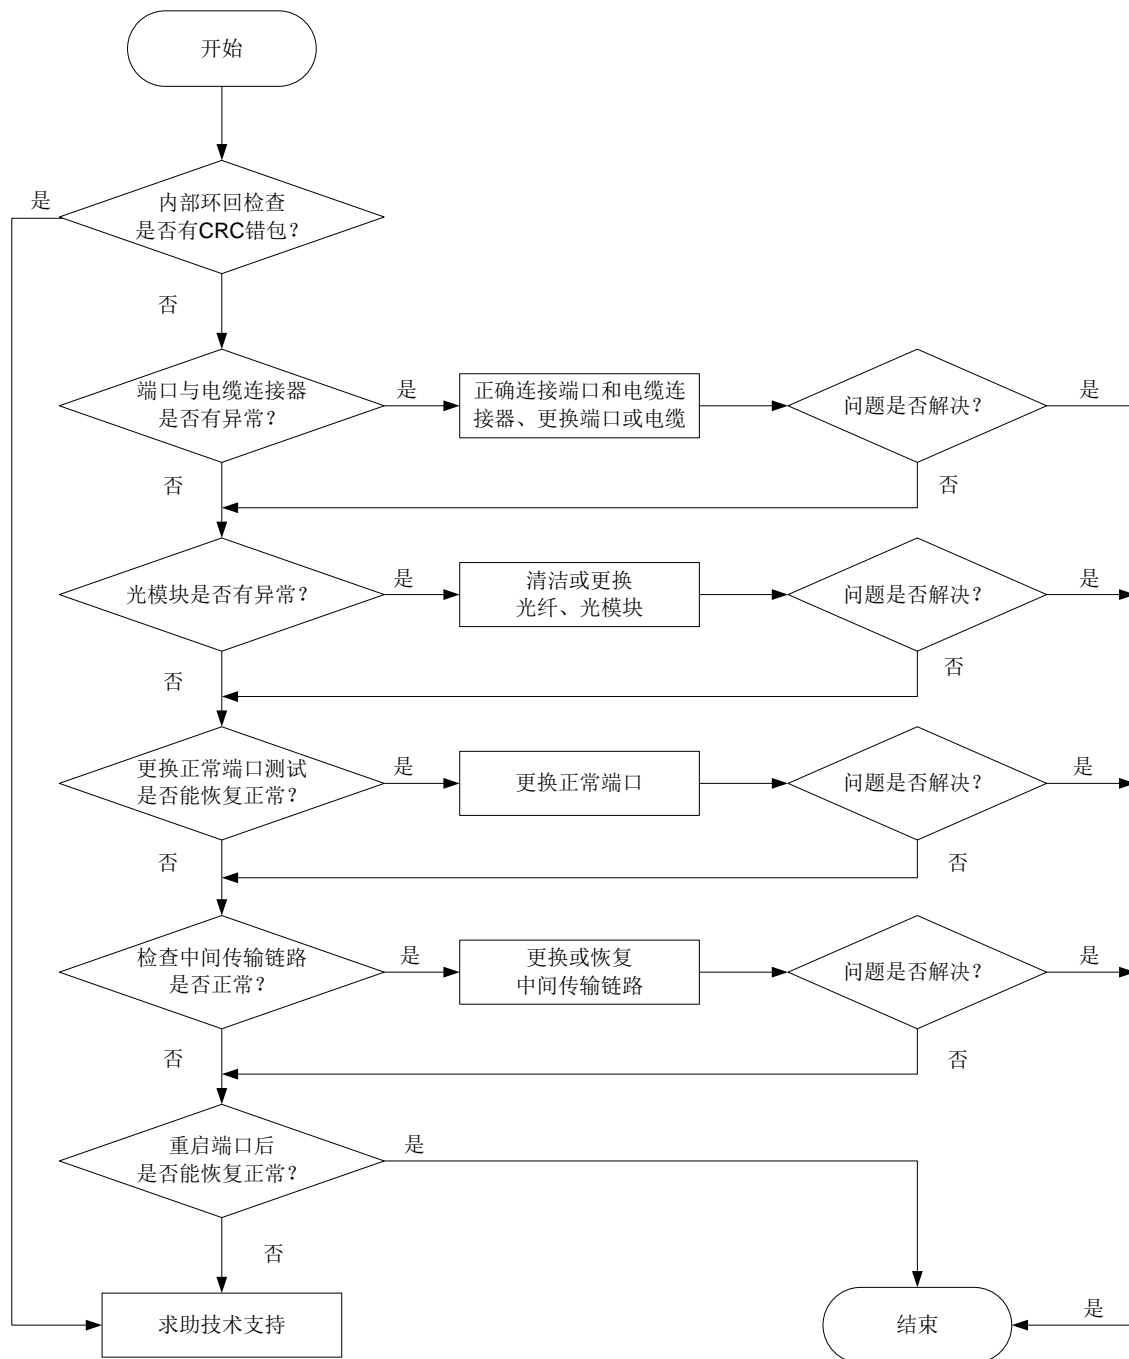 开始
是
内部环回检查
是否有CRC错包？
否
端口与电缆连接器
是否有异常？
是
正确连接端口和电缆连
接器、更换端口或电缆
问题是否解决？
是
否
否
光模块是否有异常？
是
清洁或更换
光纤、光模块
问题是否解决？
是
否
否
更换正常端口测试
是否能恢复正常？
是
更换正常端口
问题是否解决？
是
否
否
检查中间传输链路
是否正常？
是
更换或恢复
中间传输链路
问题是否解决？
是
否
否
重启端口后
是否能恢复正常？
是
否
求助技术支持
结束
是